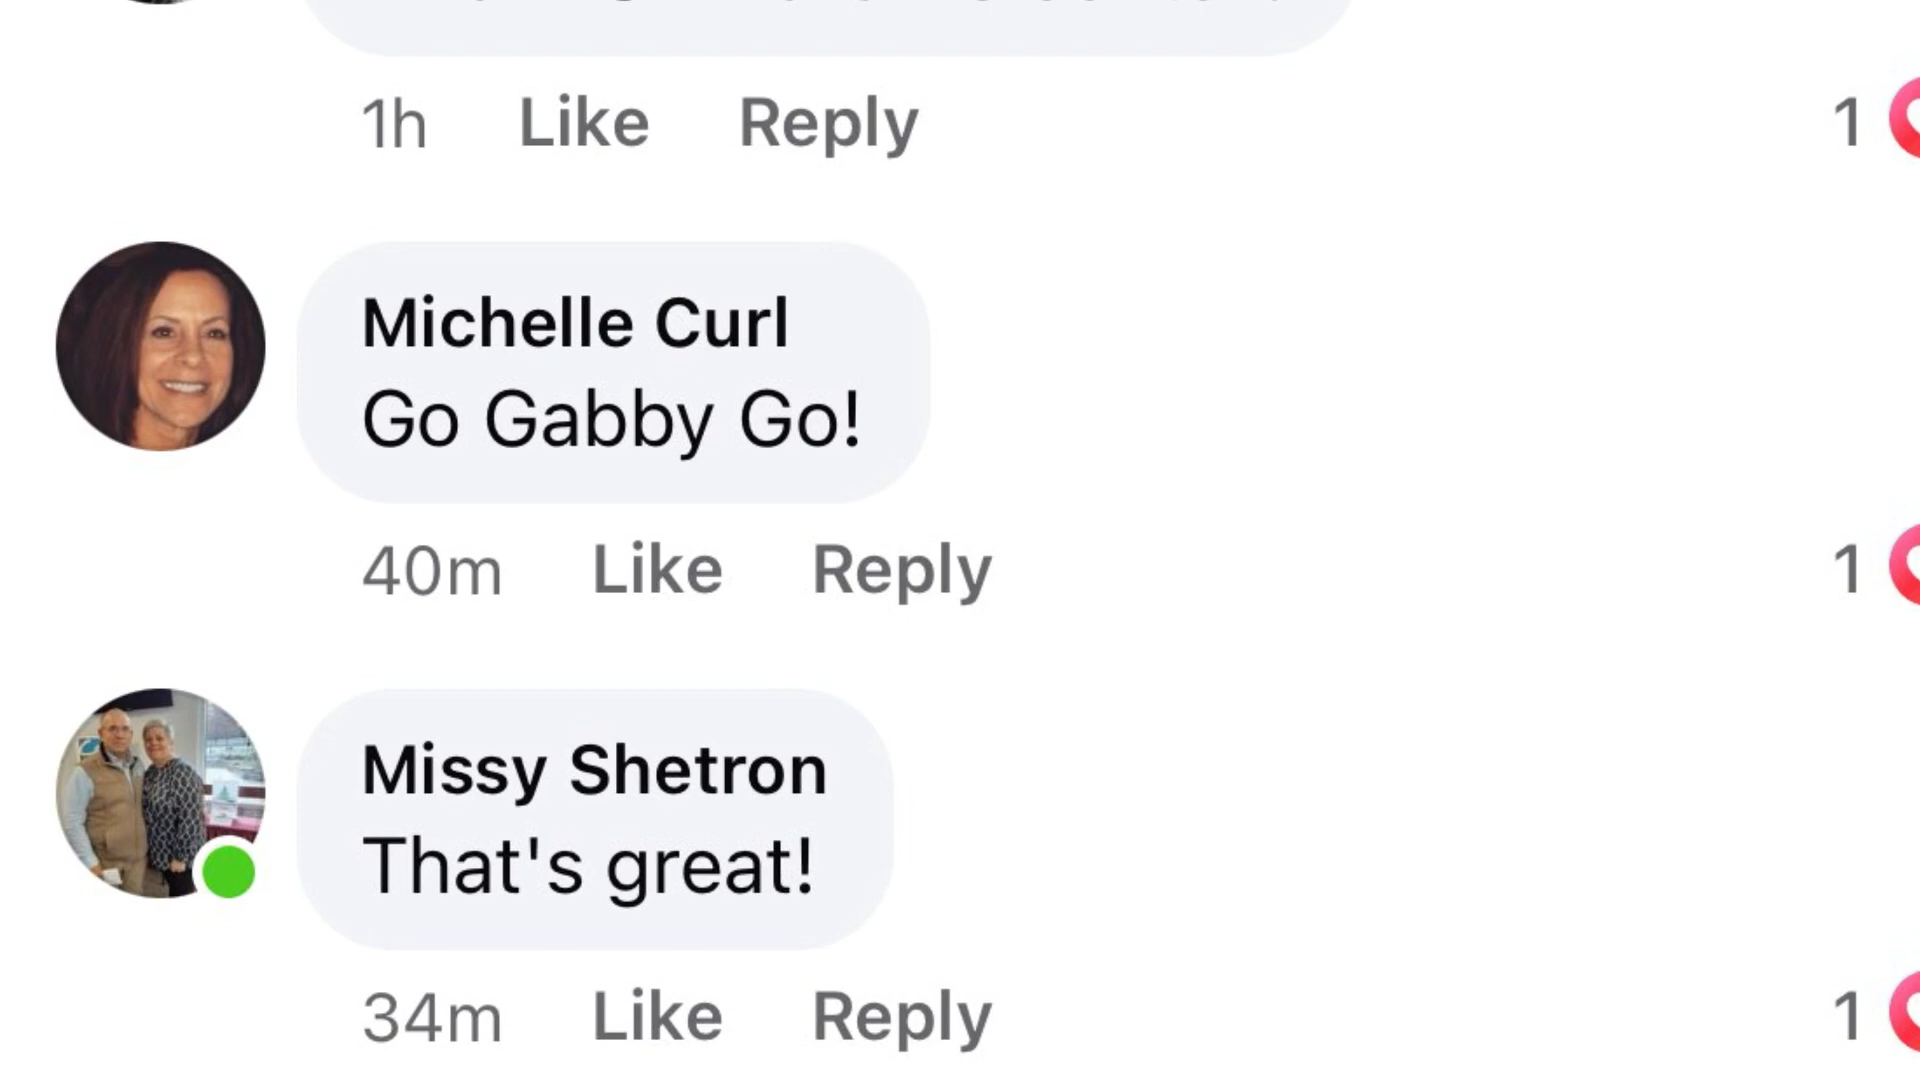 1h Like Reply 1
Michelle Curl
Go Gabby Go!
40m Like Reply 1
Missy Shetron
That's great!
34m Like Reply 1